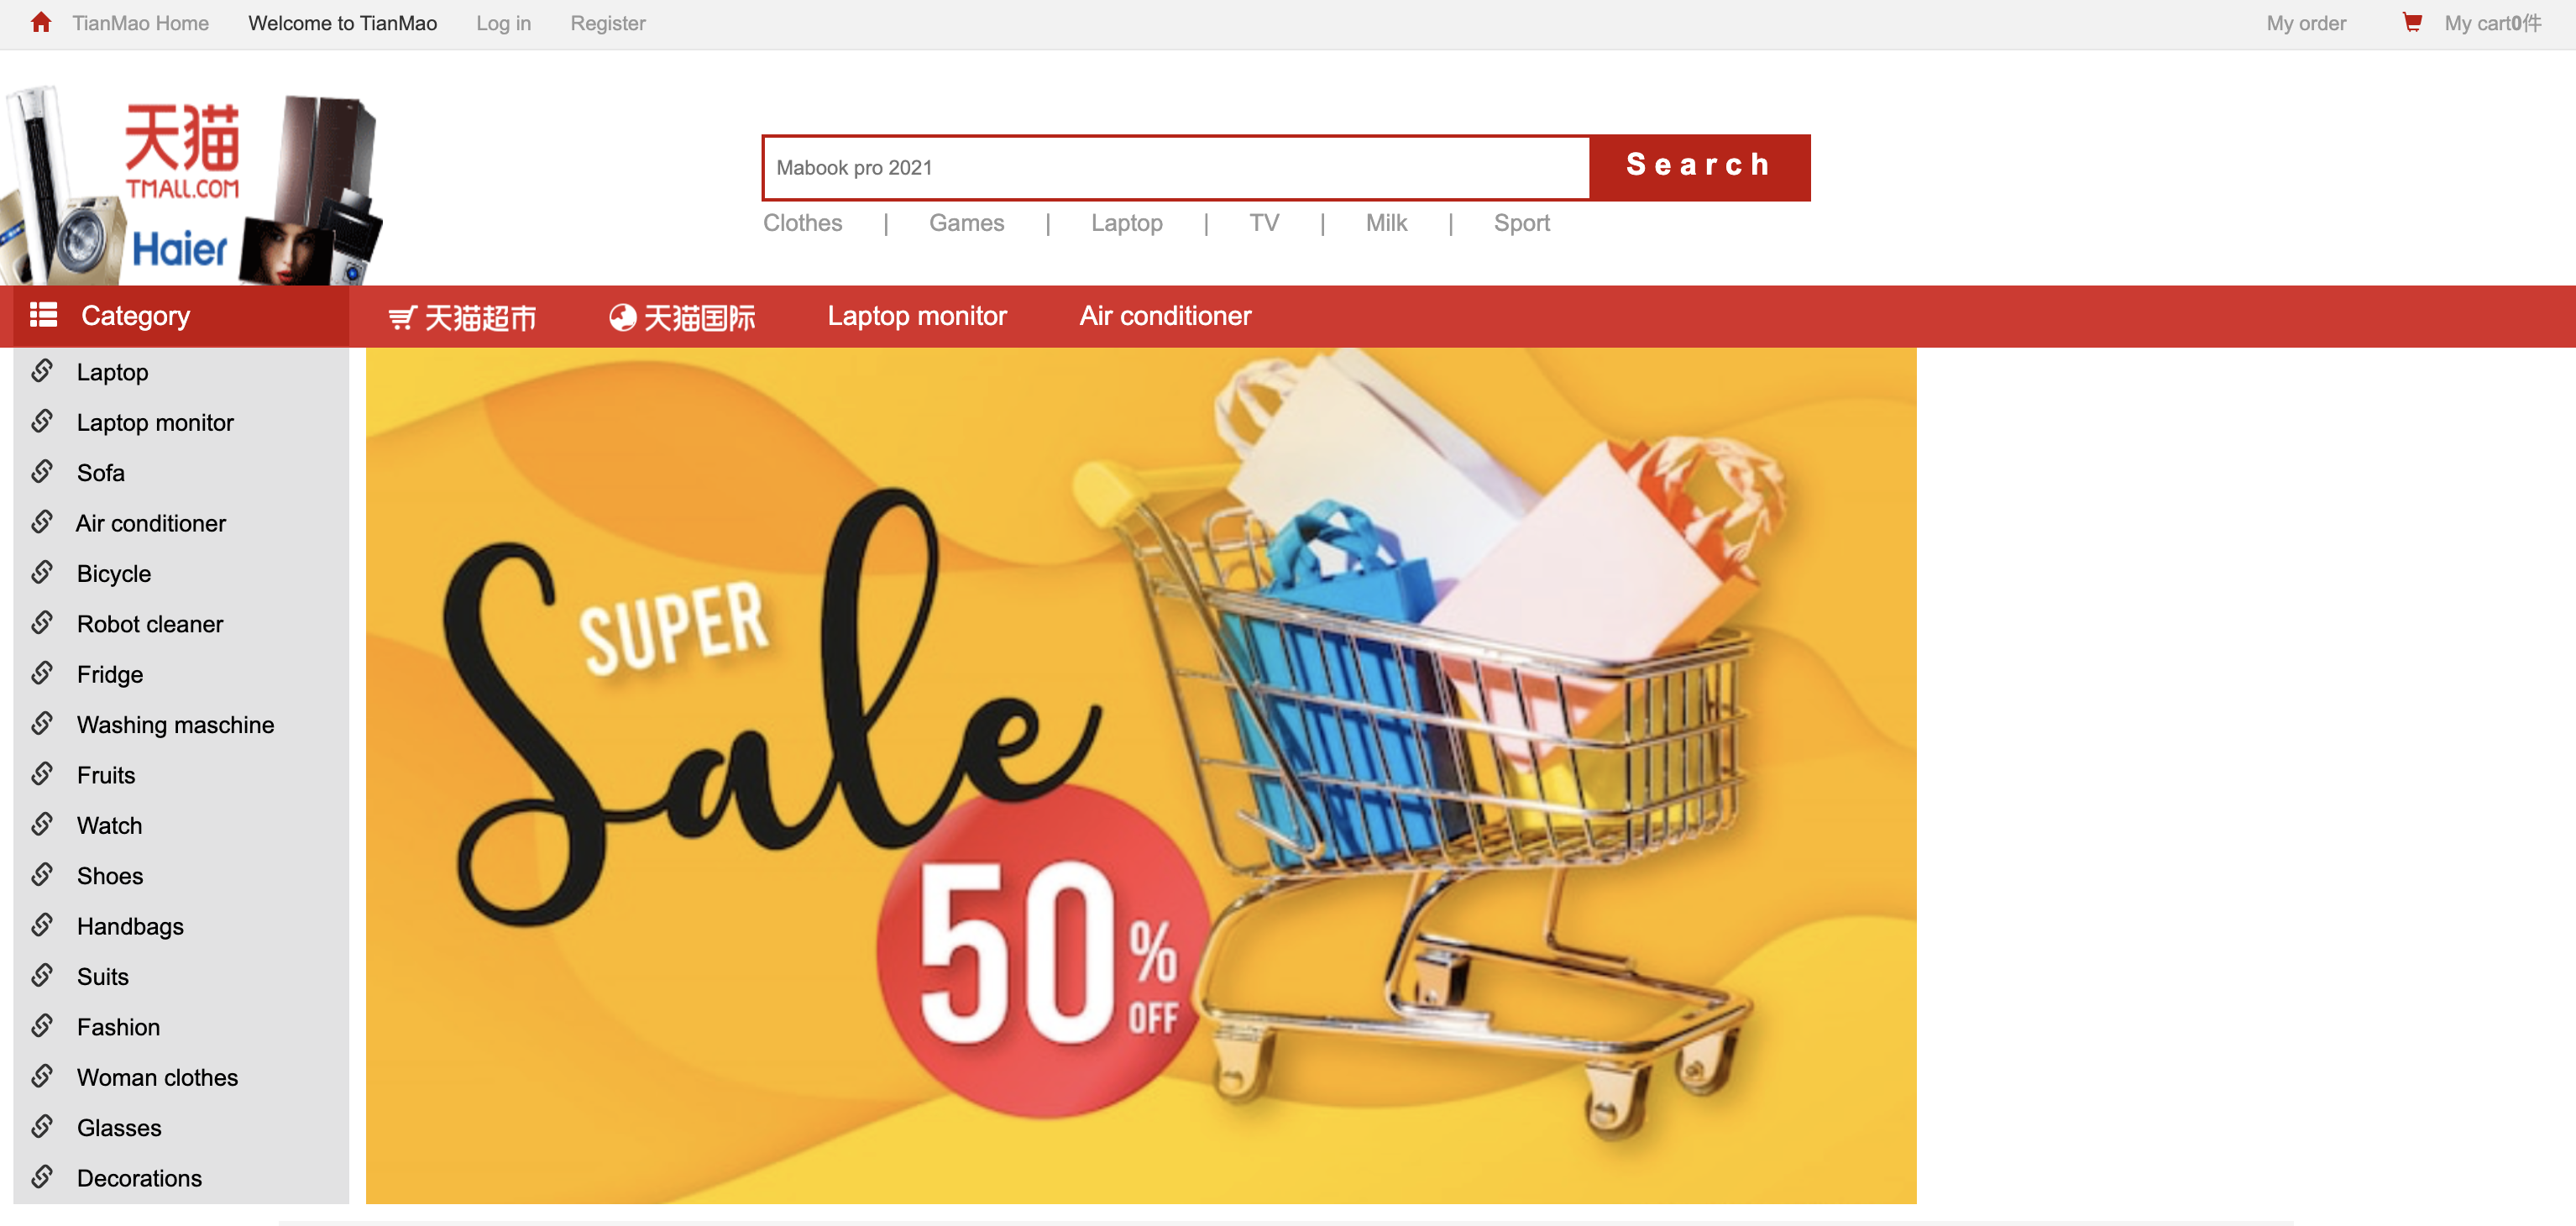 TianMao Home Welcome to TianMao Log in Register My order My cart0件
天猫
TMALL.COM
Haier
Mabook pro 2021 Search
Clothes | Games | Laptop | TV | Milk | Sport
Category 天猫超市 天猫国际 Laptop monitor Air conditioner
Laptop
Laptop monitor
Sofa
Air conditioner
Bicycle
Robot cleaner
Fridge
Washing maschine
Fruits
Watch
Shoes
Handbags
Suits
Fashion
Woman clothes
Glasses
Decorations
SUPER
Sale
50%
OFF